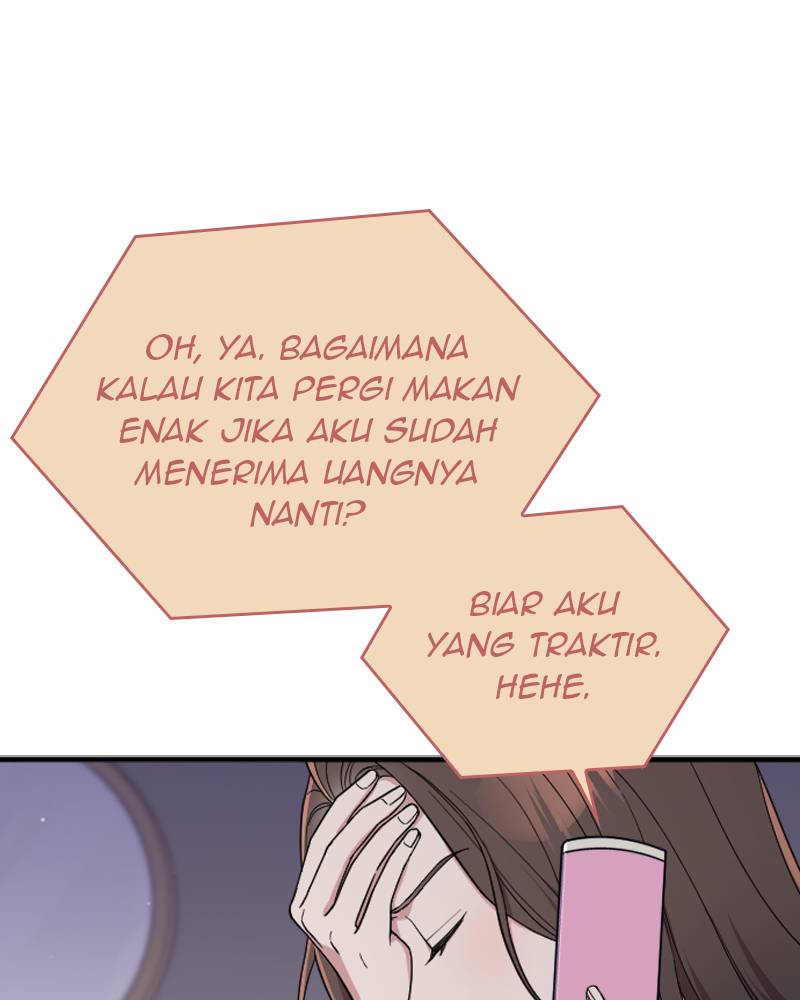 OH, YA. BAGAIMANA
KALAU KITA PERGI MAKAN
ENAK JIKA AKU SUDAH
MENERIMA UANGNYA
NANTI?
BIAR AKU
YANG TRAKTIR.
HEHE.